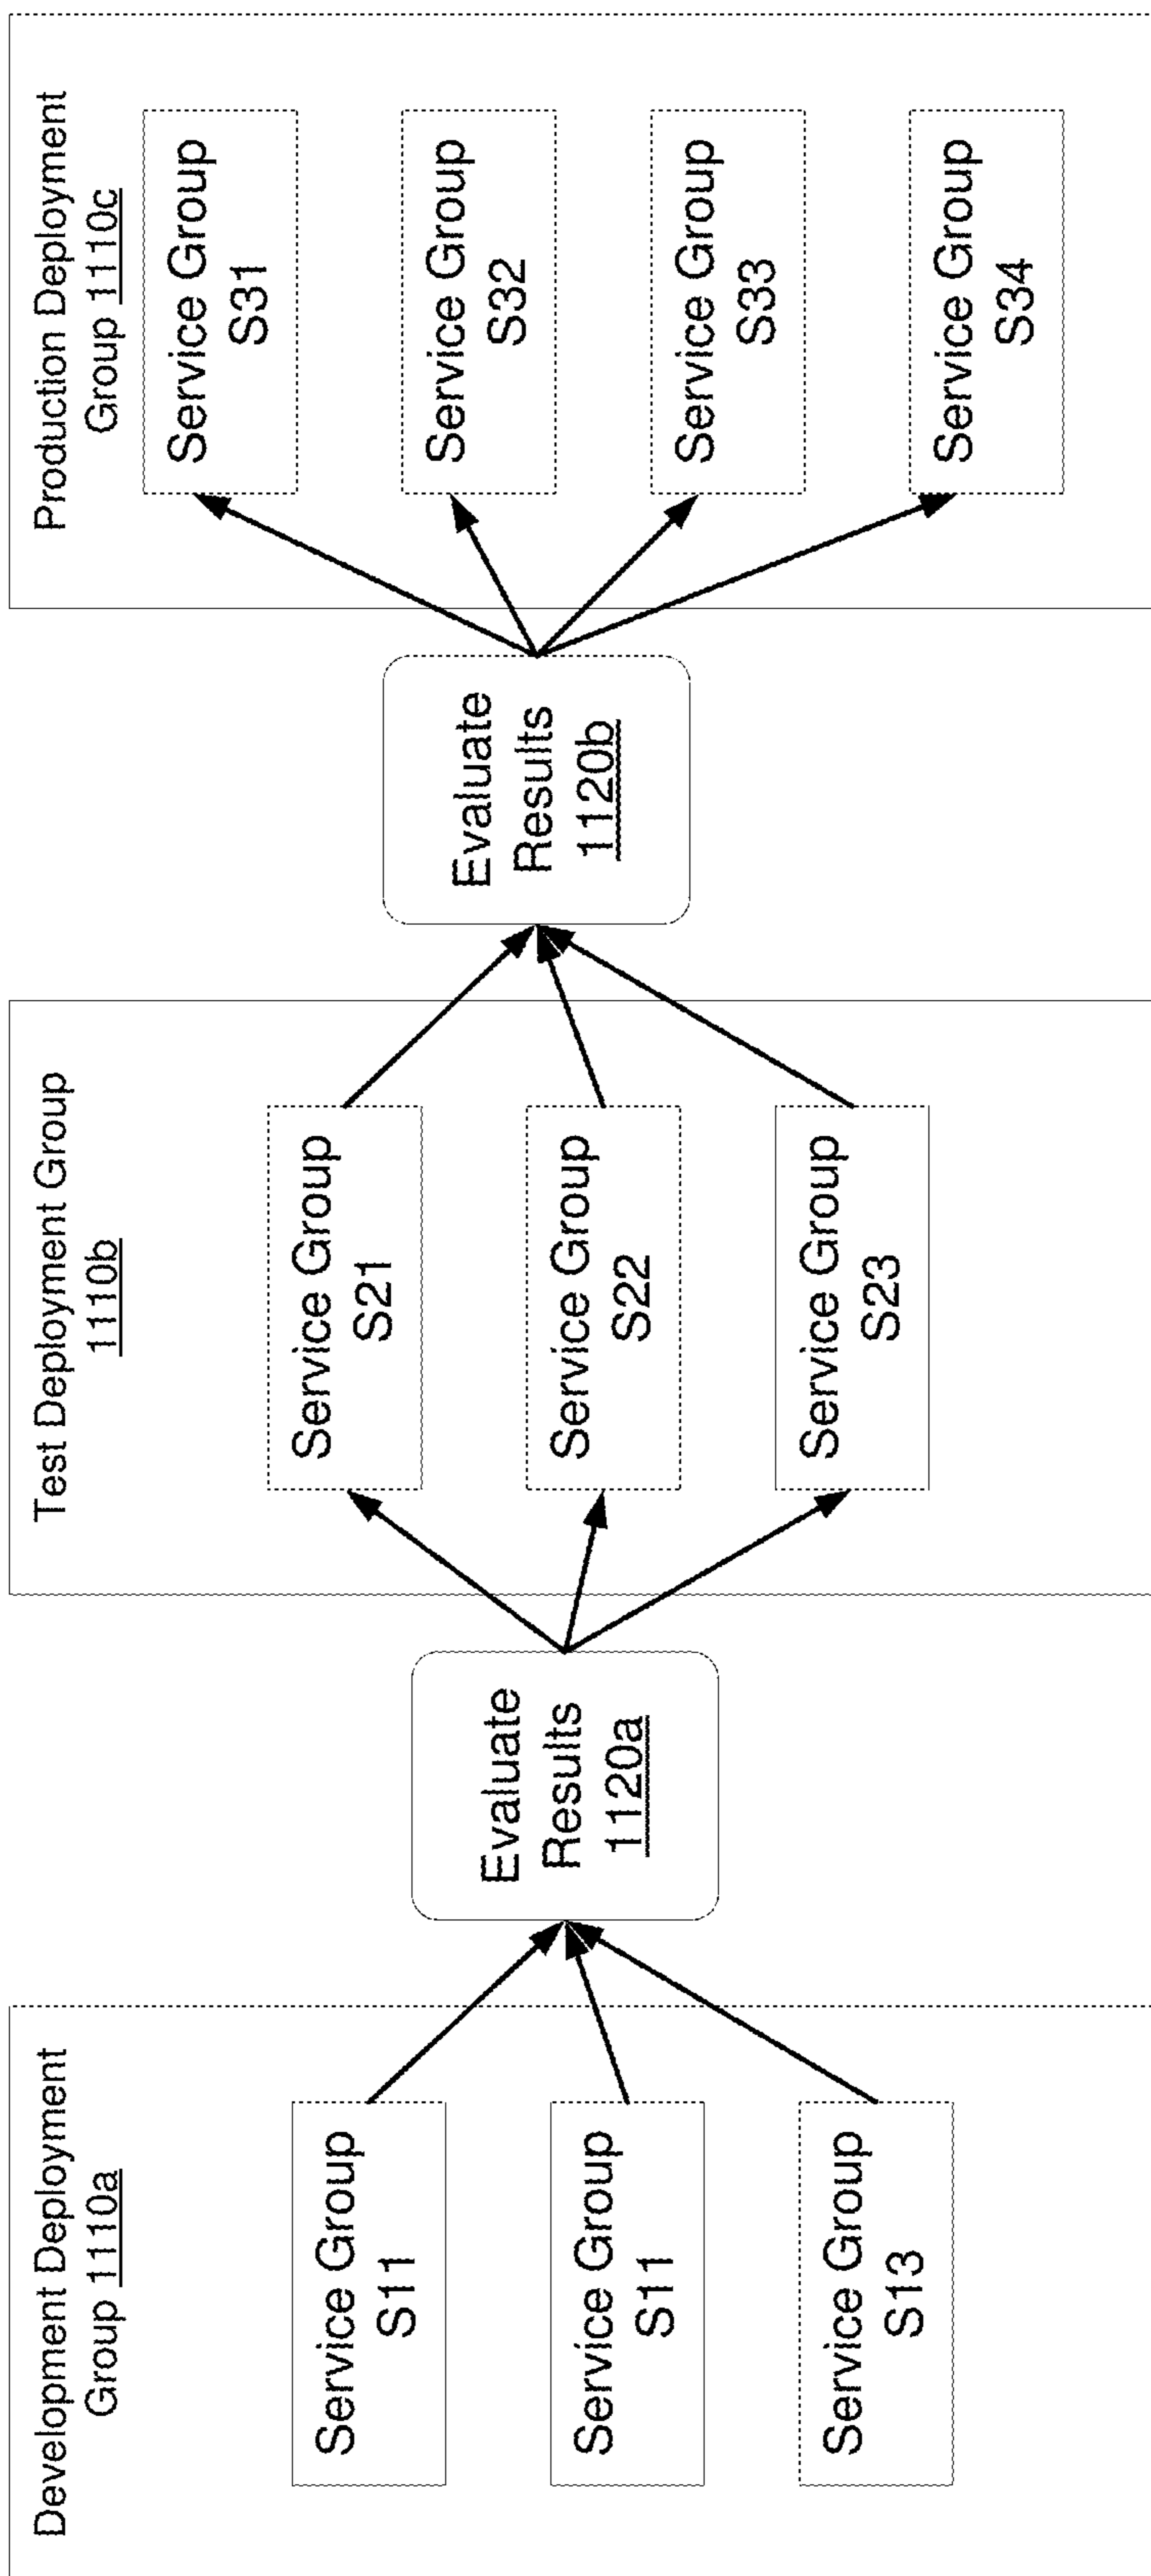 Development Deployment
Group 1110a
Service Group
S11
Service Group
S11
Service Group
S13
Evaluate
Results
1120a
Test Deployment Group
1110b
Service Group
S21
Service Group
S22
Service Group
S23
Evaluate
Results
1120b
Production Deployment
Group 1110c
Service Group
S31
Service Group
S32
Service Group
S33
Service Group
S34